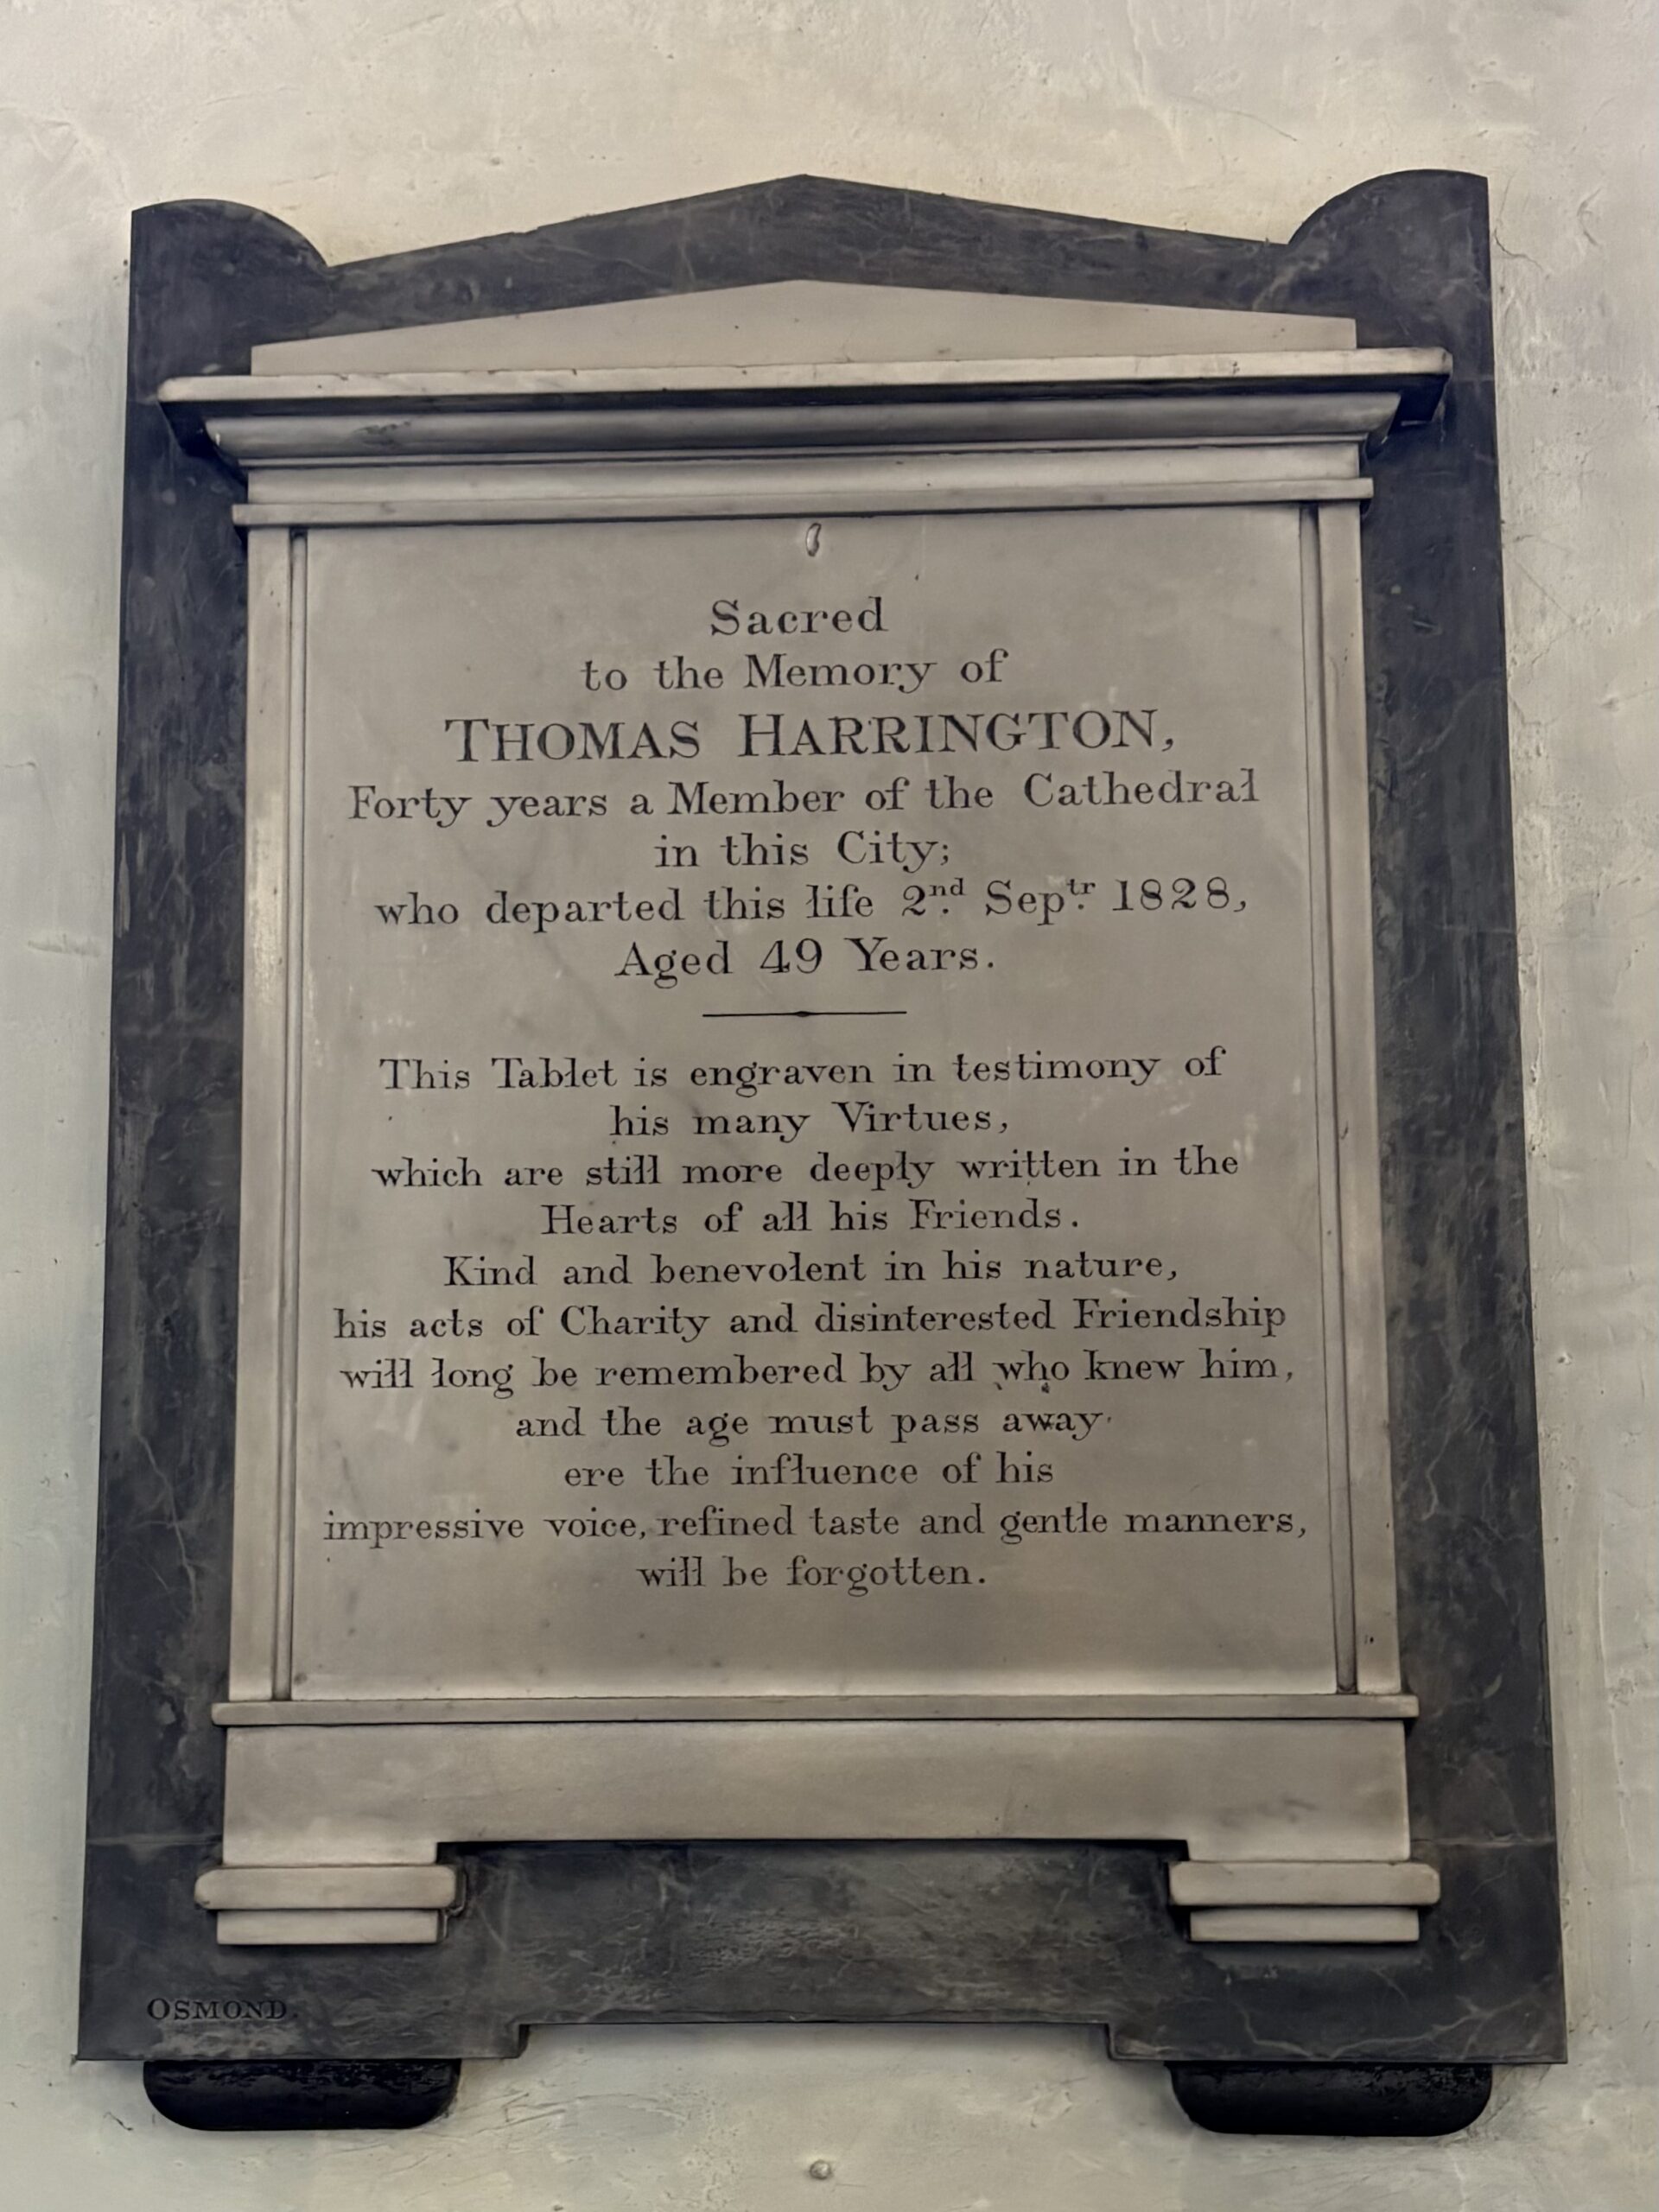 Sacred
to the Memory of
THOMAS HARRINGTON,
Forty years a Member of the Cathedral
in this City;
who departed this life 2nd. Septr. 1828,
Aged 49 Years.
This Tablet is engraven in testimony of
his many Virtues,
which are still more deeply written in the
Hearts of all his Friends.
Kind and benevolent in his nature,
his acts of Charity and disinterested Friendship
will long be remembered by all who knew him,
and the age must pass away
ere the influence of his
impressive voice, refined taste and gentle manners,
will be forgotten.
OSMOND.